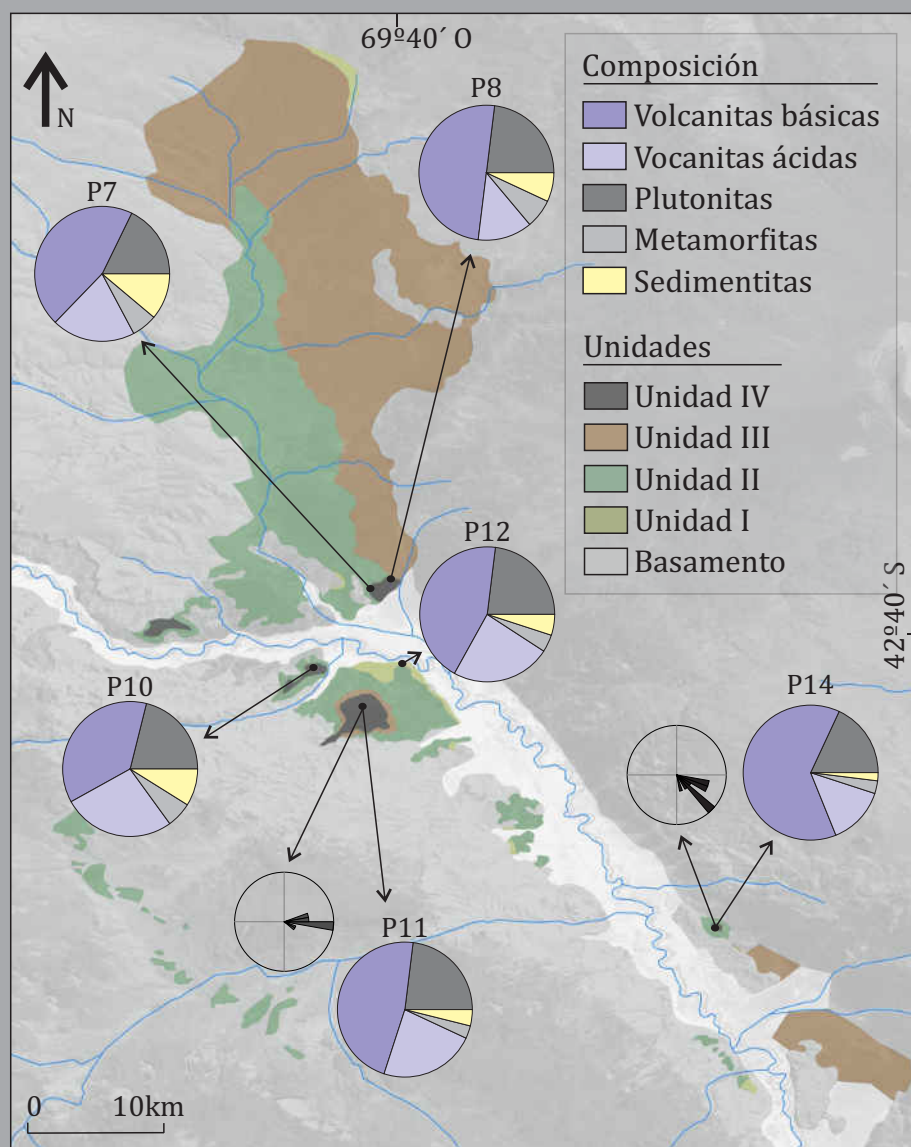 69º40´ O
N
P8
P7
Composición
Volcanitas básicas
Vocanitas ácidas
Plutonitas
Metamorfitas
Sedimentitas
Unidades
Unidad IV
Unidad III
Unidad II
Unidad I
Basamento
42º40´ S
P12
P10
P14
P11
0 10km